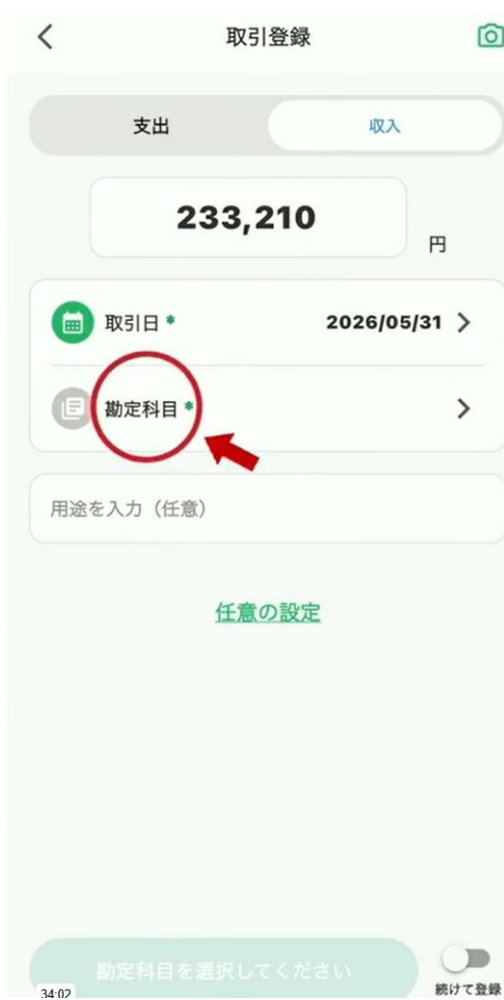 取引登録
支出
収入
233,210
円
取引日 *
2026/05/31
勘定科目 *
用途を入力（任意）
任意の設定
勘定科目を選択してください
続けて登録
34:02